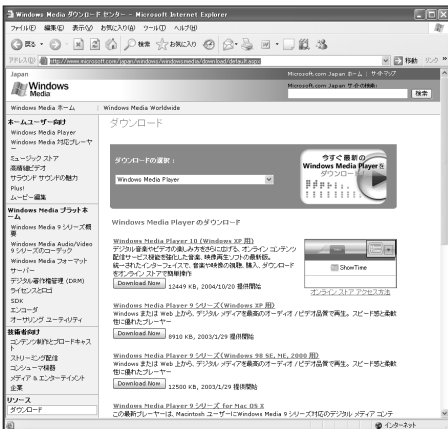 Windows Media ダウンロード センター - Microsoft Internet Explorer
ファイル(F) 編集(E) 表示(V) お気に入り(A) ツール(T) ヘルプ(H)
戻る 検索 お気に入り
アドレス(D) http://www.microsoft.com/japan/windows/windowsmedia/download/default.aspx 移動 リンク
Japan Microsoft.com Japan ホーム | サイトマップ
Microsoft.com Japan サイトの検索:
Windows Media
検索
Windows Media ホーム | Windows Media Worldwide
ホームユーザー向け
Windows Media Player
Windows Media 対応プレーヤー
ミュージック ストア
高精細ビデオ
サラウンド サウンドの魅力
Plus!
ムービー編集
Windows Media プラットホーム
Windows Media 9 シリーズ概要
Windows Media Audio/Video 9 シリーズのコーデック
Windows Media フォーマット
サーバー
デジタル著作権管理 (DRM)
ライセンスとロゴ
SDK
エンコーダ
オーサリング ユーティリティ
技術者向け
コンテンツ制作とブロードキャスト
ストリーミング配信
コンシューマ機器
メディア & エンターテイメント
企業
リソース
ダウンロード
ダウンロード
ダウンロードの選択 :
Windows Media Player
今すぐ最新の
Windows Media Playerを
ダウンロード
Windows Media Player のダウンロード
Windows Media Player 10 (Windows XP 用)
デジタル音楽やビデオの楽しみ方をさらに広げる、オンライン コンテンツ
配信サービス機能を強化した音楽、映像再生ソフトの最新版。
統一されたインターフェイスで、音楽や映像の視聴、購入、ダウンロード
をオンライン ストアで簡単操作
Download Now 12449 KB, 2004/10/20 提供開始
ShowTime
オンラインストア アクセス方法
Windows Media Player 9 シリーズ(Windows XP 用)
Windows または Web 上から、デジタル メディアを最高のオーディオ / ビデオ品質で再生。スピード感と柔軟
性に優れたプレーヤー
Download Now 8910 KB, 2003/1/29 提供開始
Windows Media Player 9 シリーズ (Windows 98 SE, ME, 2000 用)
Windows または Web 上から、デジタル メディアを最高のオーディオ / ビデオ品質で再生。スピード感と柔軟
性に優れたプレーヤー
Download Now 12500 KB, 2003/1/29 提供開始
Windows Media Player 9 シリーズ for Mac OS X
この最新プレーヤーは、Macintosh ユーザーにWindows Media 9 シリーズ対応のデジタル メディア コンテ
インターネット